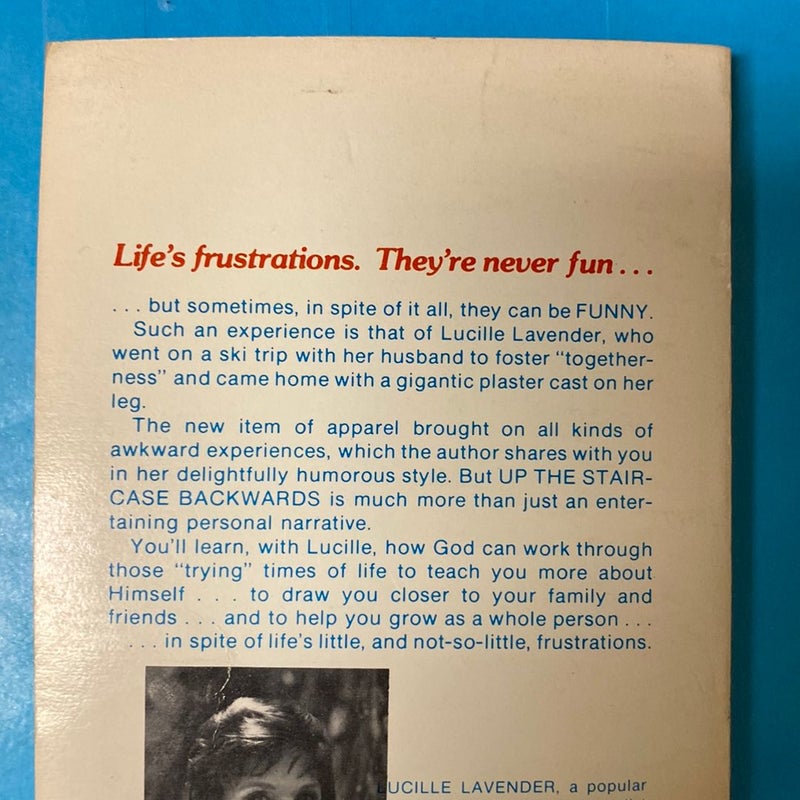 Life's frustrations. They're never fun . . .
. . . but sometimes, in spite of it all, they can be FUNNY.
Such an experience is that of Lucille Lavender, who
went on a ski trip with her husband to foster “together-
ness” and came home with a gigantic plaster cast on her
leg.
The new item of apparel brought on all kinds of
awkward experiences, which the author shares with you
in her delightfully humorous style. But UP THE STAIR-
CASE BACKWARDS is much more than just an enter-
taining personal narrative.
You'll learn, with Lucille, how God can work through
those “trying” times of life to teach you more about
Himself . . . to draw you closer to your family and
friends . . . and to help you grow as a whole person . . .
. . . in spite of life's little, and not-so-little, frustrations.
LUCILLE LAVENDER, a popular